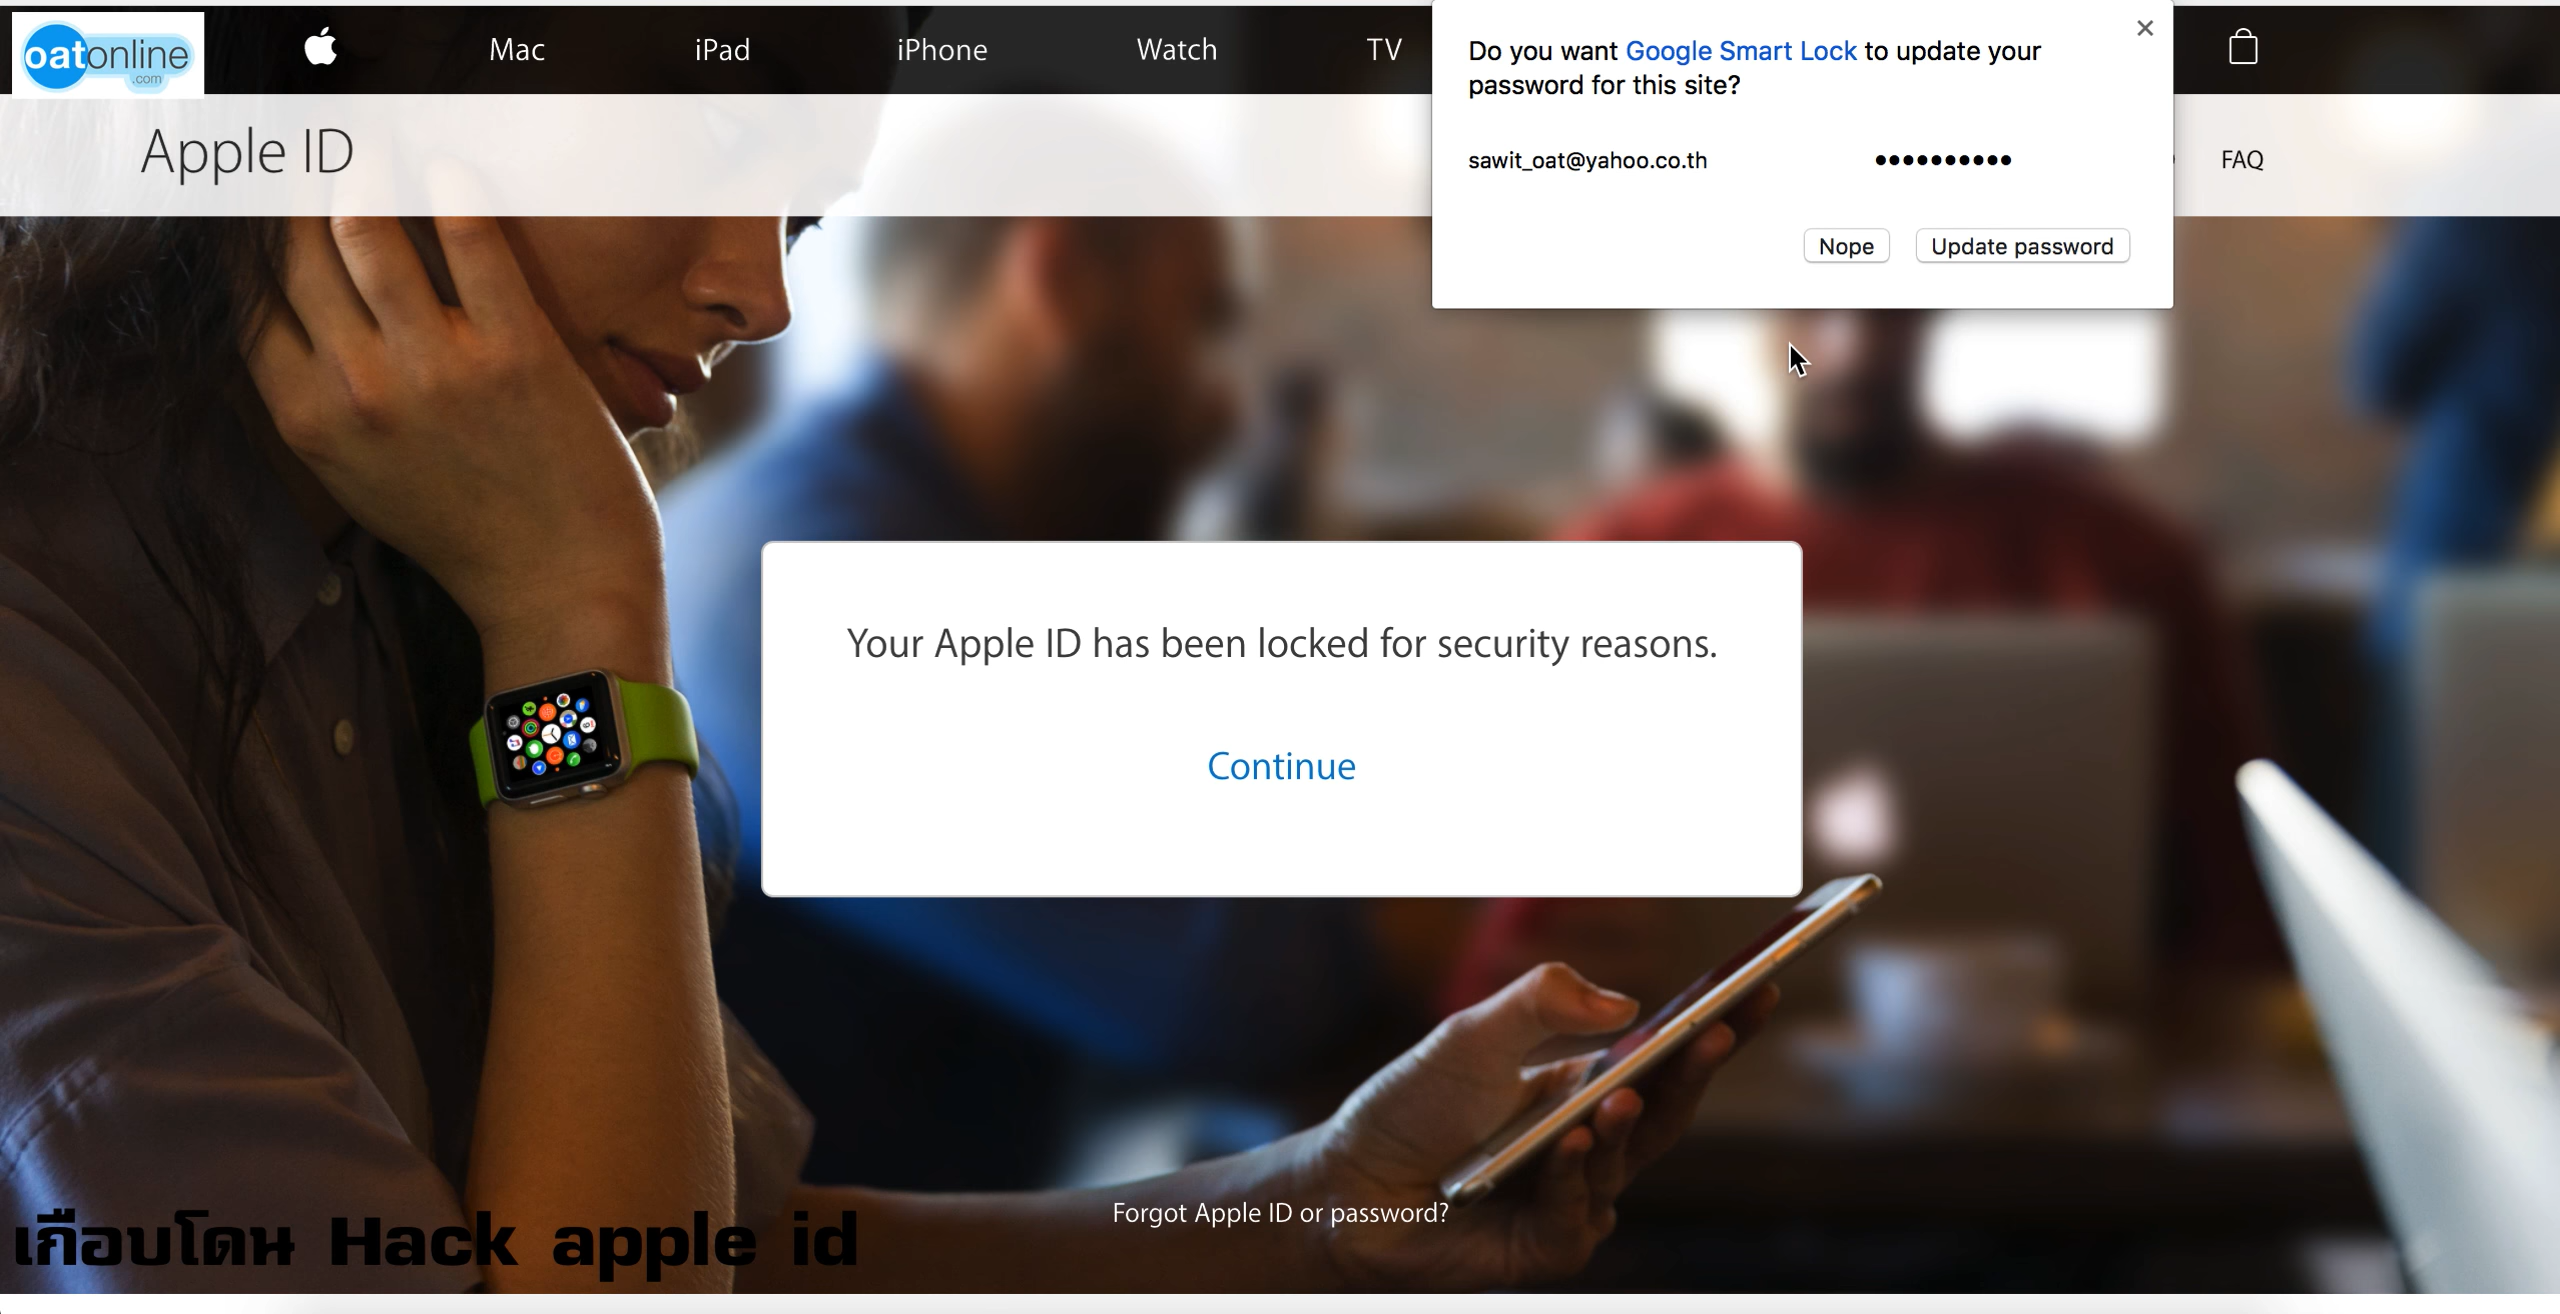 oatonline
.com
Mac
iPad
iPhone
Watch
TV
Do you want Google Smart Lock to update your
password for this site?
sawit_oat@yahoo.co.th
••••••••••
Nope
Update password
Apple ID
FAQ
Your Apple ID has been locked for security reasons.
Continue
Forgot Apple ID or password?
เกือบโดน Hack apple id